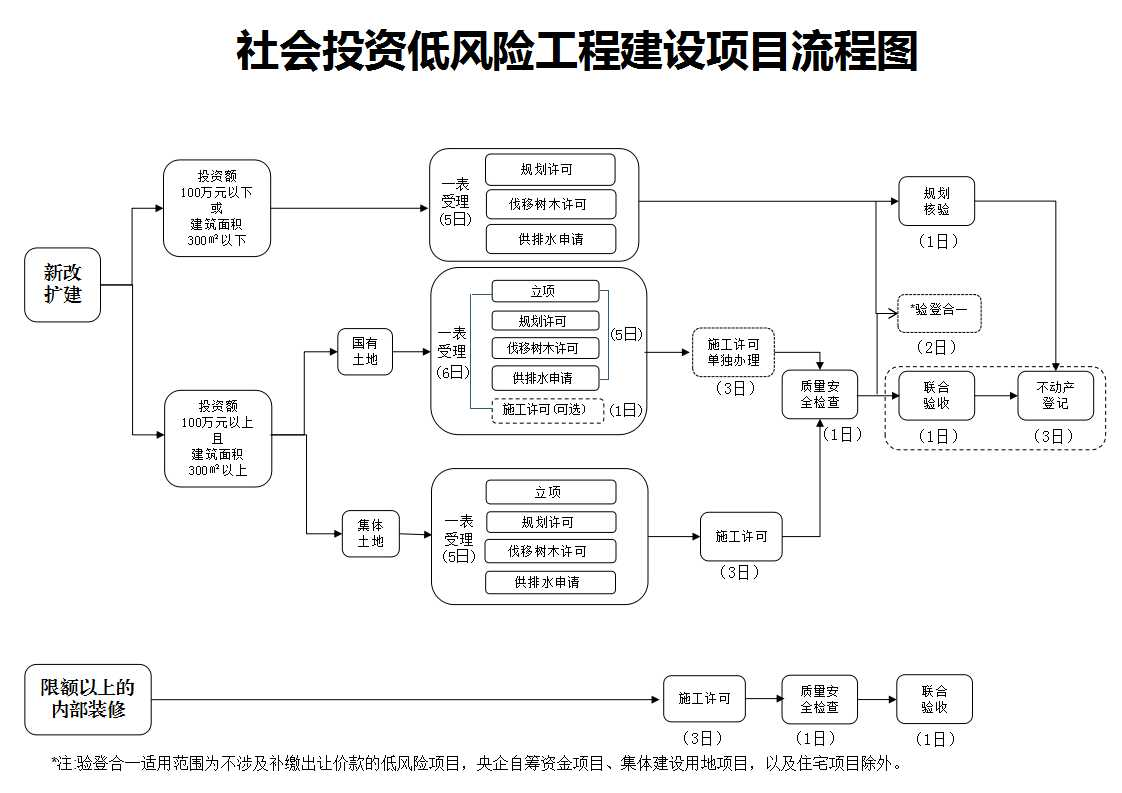 社会投资低风险工程建设项目流程图
新改
扩建
投资额
100万元以下
或
建筑面积
300㎡以下
一表
受理
(5日)
规划许可
伐移树木许可
供排水申请
规划
核验
(1日)
投资额
100万元以上
且
建筑面积
300㎡以上
国有
土地
一表
受理
(6日)
立项
规划许可
伐移树木许可
供排水申请
(5日)
施工许可(可选)
(1日)
施工许可
单独办理
(3日)
质量安
全检查
(1日)
*验登合一
(2日)
联合
验收
(1日)
不动产
登记
(3日)
集体
土地
一表
受理
(5日)
立项
规划许可
伐移树木许可
供排水申请
施工许可
(3日)
限额以上的
内部装修
施工许可
(3日)
质量安
全检查
(1日)
联合
验收
(1日)
*注:验登合一适用范围为不涉及补缴出让价款的低风险项目，央企自筹资金项目、集体建设用地项目，以及住宅项目除外。